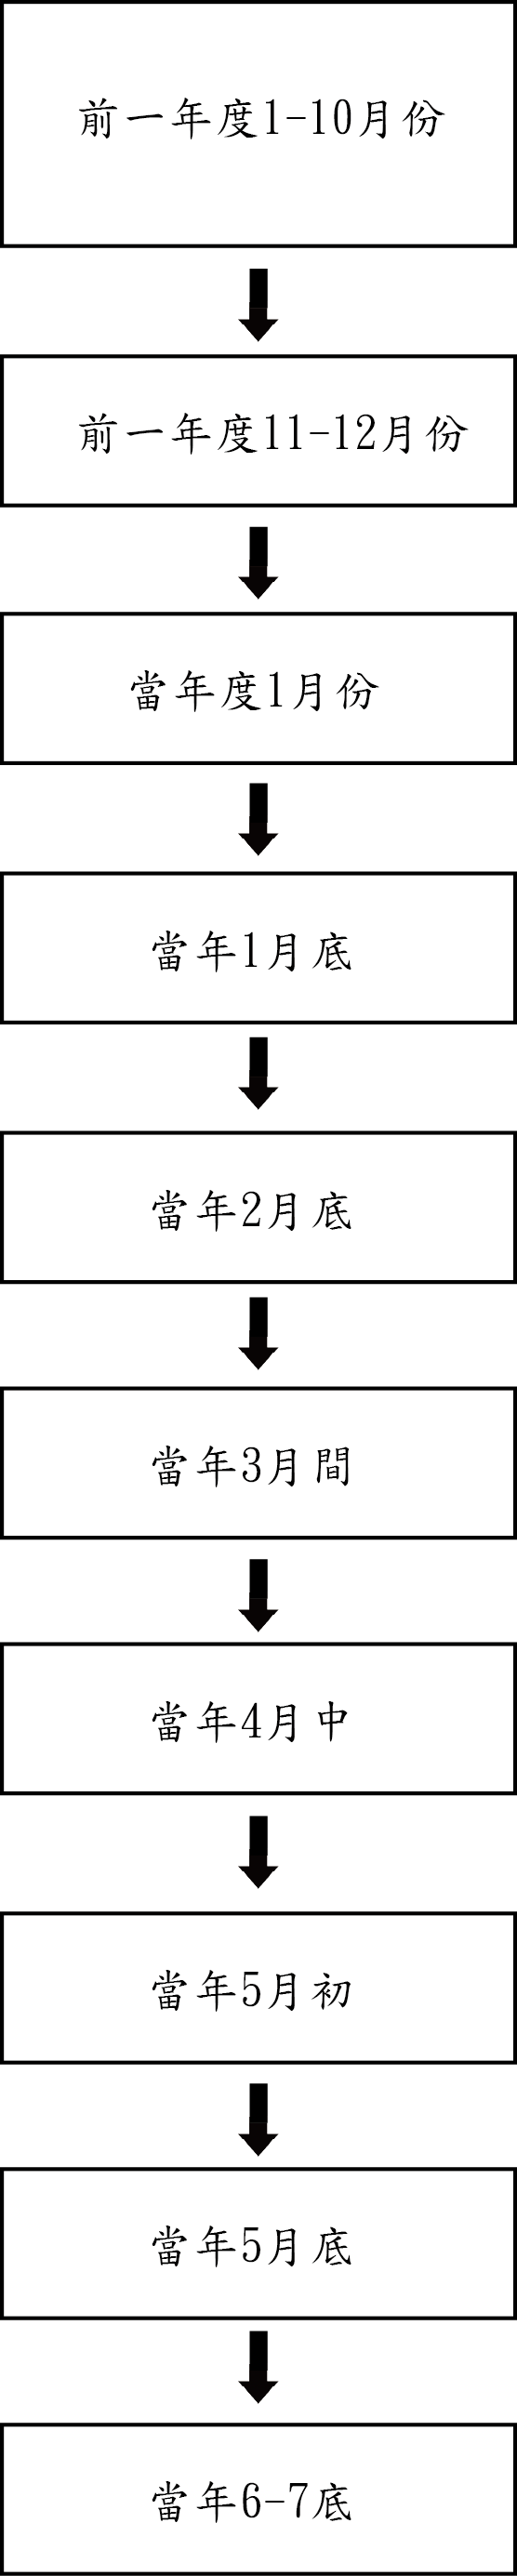 前一年度1-10月份
前一年度11-12月份
當年度1月份
當年1月底
當年2月底
當年3月間
當年4月中
當年5月初
當年5月底
當年6-7底